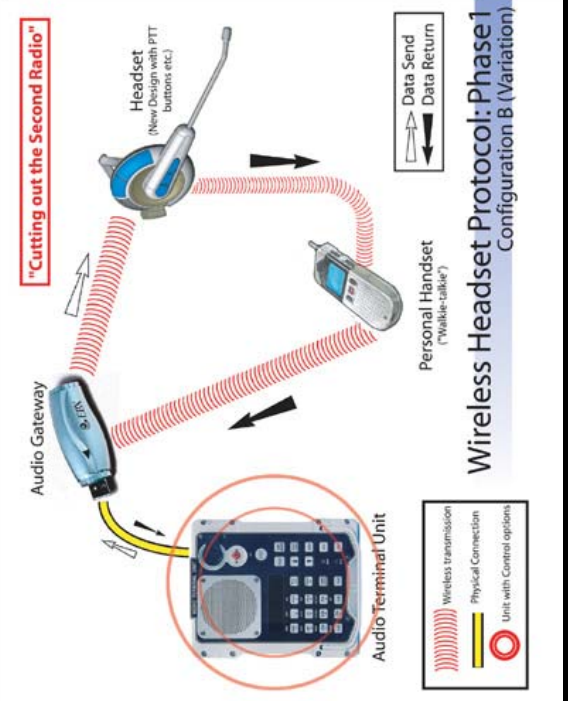 "Cutting out the Second Radio"
Headset
(New Design with PTT
buttons etc.)
Audio Gateway
Personal Handset
("Walkie-talkie")
Audio Terminal Unit
Data Send
Data Return
Wireless transmission
Physical Connection
Unit with Control options
Wireless Headset Protocol: Phase 1
Configuration B (Variation)